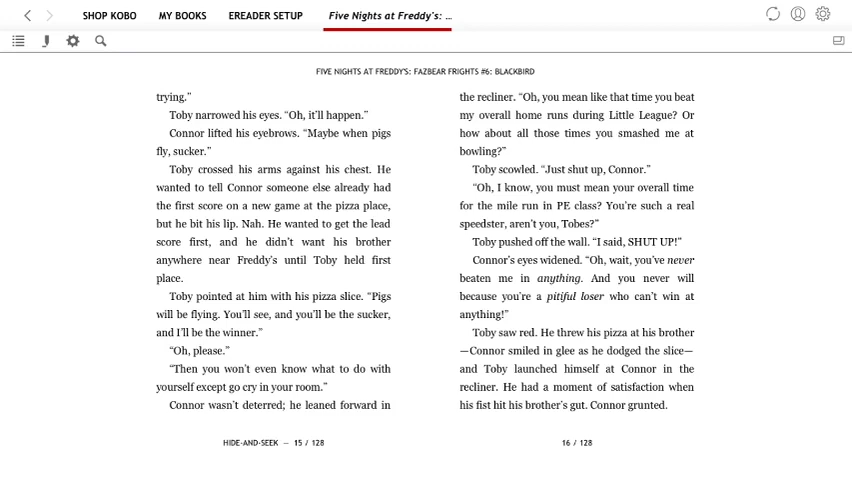 SHOP KOBO
MY BOOKS
EREADER SETUP
Five Nights at Freddy's: ...
FIVE NIGHTS AT FREDDY'S: FAZBEAR FRIGHTS #6: BLACKBIRD
trying.”
Toby narrowed his eyes. “Oh, it’ll happen.”
Connor lifted his eyebrows. “Maybe when pigs
fly, sucker.”
Toby crossed his arms against his chest. He
wanted to tell Connor someone else already had
the first score on a new game at the pizza place,
but he bit his lip. Nah. He wanted to get the lead
score first, and he didn’t want his brother
anywhere near Freddy’s until Toby held first
place.
Toby pointed at him with his pizza slice. “Pigs
will be flying. You’ll see, and you’ll be the sucker,
and I’ll be the winner.”
“Oh, please.”
“Then you won’t even know what to do with
yourself except go cry in your room.”
Connor wasn’t deterred; he leaned forward in
HIDE-AND-SEEK — 15 / 128
the recliner. “Oh, you mean like that time you beat
my overall home runs during Little League? Or
how about all those times you smashed me at
bowling?”
Toby scowled. “Just shut up, Connor.”
“Oh, I know, you must mean your overall time
for the mile run in PE class? You’re such a real
speedster, aren’t you, Tobes?”
Toby pushed off the wall. “I said, SHUT UP!”
Connor’s eyes widened. “Oh, wait, you’ve never
beaten me in anything. And you never will
because you’re a pitiful loser who can’t win at
anything!”
Toby saw red. He threw his pizza at his brother
—Connor smiled in glee as he dodged the slice—
and Toby launched himself at Connor in the
recliner. He had a moment of satisfaction when
his fist hit his brother’s gut. Connor grunted.
16 / 128